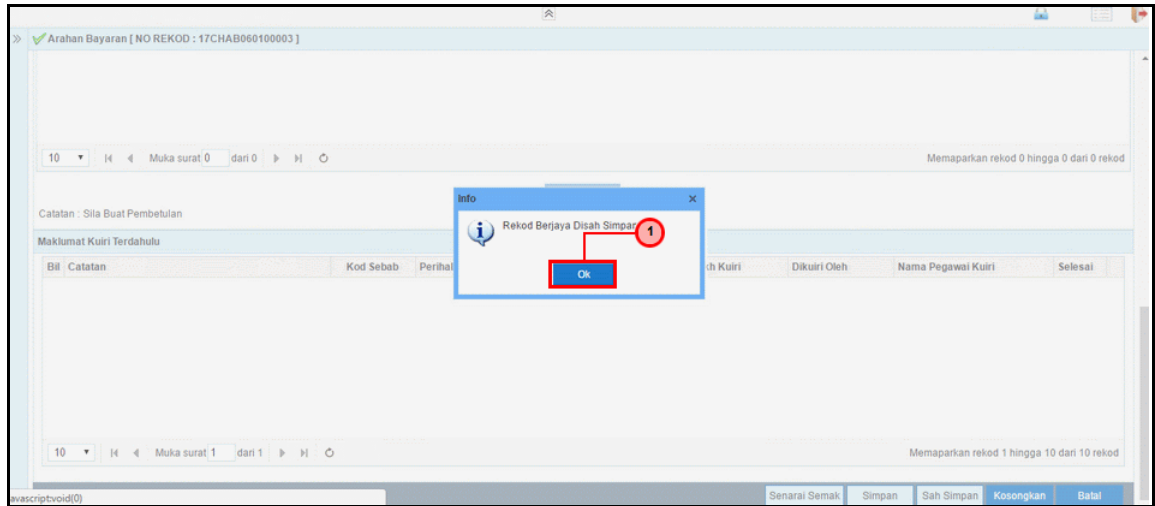 Arahan Bayaran [ NO REKOD : 17CHAB060100003 ]
10 Muka surat 0 dari 0 Memaparkan rekod 0 hingga 0 dari 0 rekod
Info
Rekod Berjaya Disah Simpan
1
Ok
Catatan : Sila Buat Pembetulan
Maklumat Kuiri Terdahulu
Bil Catatan Kod Sebab Kuiri Dikuiri Oleh Nama Pegawai Kuiri Selesai
10 Muka surat 1 dari 1 Memaparkan rekod 1 hingga 10 dari 10 rekod
avascript:void(0)
Senarai Semak Simpan Sah Simpan Kosongkan Batal